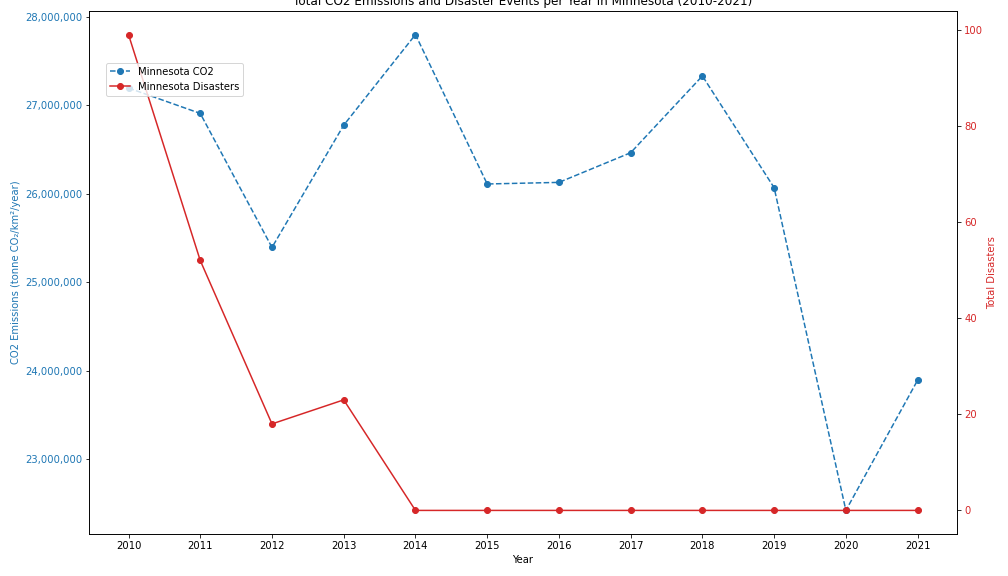 Total CO2 Emissions and Disaster Events per Year in Minnesota (2010-2021)
28,000,000
27,000,000
26,000,000
25,000,000
24,000,000
23,000,000
CO2 Emissions (tonne CO₂/km²/year)
Minnesota CO2
Minnesota Disasters
100
80
60
40
20
0
Total Disasters
2010 2011 2012 2013 2014 2015 2016 2017 2018 2019 2020 2021
Year